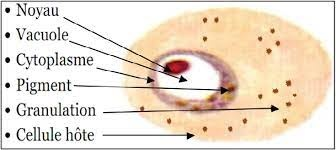 • Noyau
• Vacuole
• Cytoplasme
• Pigment
• Granulation
• Cellule hôte